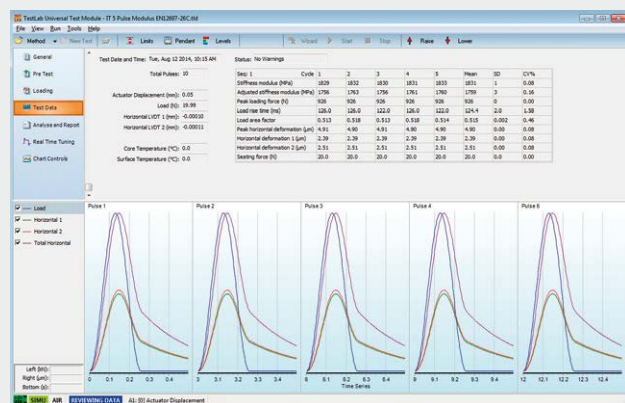 TestLab Universal Test Module - IT 5 Pulse Modulus EN12697-26C.itld
File View Run Tools Help
Method New Test Limits Pendant Levels Wizard Start Stop Raise Lower
General
Pre Test
Loading
Test Data
Analyse and Report
Real Time Tuning
Chart Controls
Test Date and Time: Tue, Aug 12 2014, 10:15 AM
Status: No Warnings
Total Pulses: 10
Actuator Displacement (mm): 0.05
Load (N): 19.99
Horizontal LVDT 1 (mm): -0.00010
Horizontal LVDT 2 (mm): -0.00011
Core Temperature (°C): 0.0
Surface Temperature (°C): 0.0
Seq: 1 Cycle 1 2 3 4 5 Mean SD CV%
Stiffness modulus (MPa) 1829 1832 1830 1831 1833 1831 1 0.08
Adjusted stiffness modulus (MPa) 1756 1763 1756 1761 1760 1759 3 0.16
Peak loading force (N) 926 926 926 926 926 926 0 0.00
Load rise time (ms) 126.0 126.0 122.0 126.0 122.0 124.4 2.0 1.58
Load area factor 0.513 0.518 0.513 0.518 0.514 0.515 0.002 0.46
Peak horizontal deformation (µm) 4.91 4.90 4.90 4.90 4.90 4.90 0.00 0.08
Horizontal deformation 1 (µm) 2.39 2.39 2.39 2.39 2.39 2.39 0.00 0.08
Horizontal deformation 2 (µm) 2.51 2.51 2.51 2.51 2.51 2.51 0.00 0.08
Seating force (N) 20.0 20.0 20.0 20.0 20.0 20.0 0.0 0.00
Load
Horizontal 1
Horizontal 2
Total Horizontal
Pulse 1
Pulse 2
Pulse 3
Pulse 4
0 0.1 0.2 0.3 0.4
3 3.1 3.2 3.3 3.4
6 6.1 6.2 6.3 6.4
9 9.1 9.2 9.3 9.4
12 12.1 12.2 12.3 12.4
Time Series
Left (kN):
Right (µm):
Bottom (s):
SIMU AIR REVIEWING DATA A1: [0] Actuator Displacement